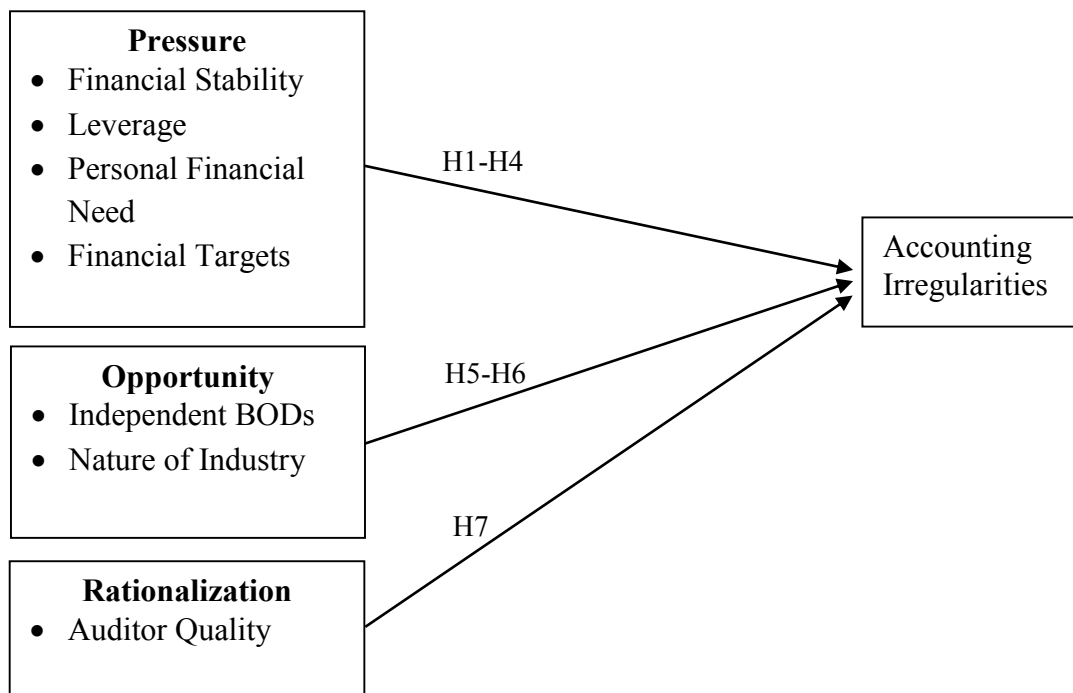 Pressure
• Financial Stability
• Leverage
• Personal Financial
Need
• Financial Targets
H1-H4
Accounting
Irregularities
Opportunity
• Independent BODs
• Nature of Industry
H5-H6
H7
Rationalization
• Auditor Quality